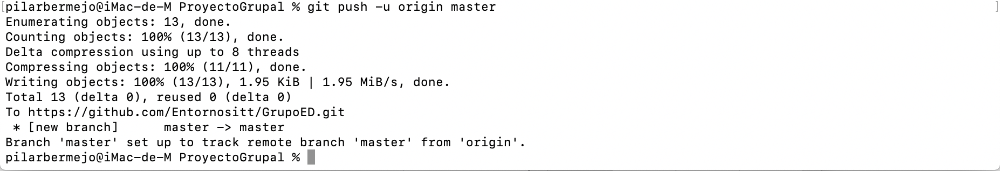 [pilarbermejo@iMac-de-M ProyectoGrupal % git push -u origin master ]
Enumerating objects: 13, done.
Counting objects: 100% (13/13), done.
Delta compression using up to 8 threads
Compressing objects: 100% (11/11), done.
Writing objects: 100% (13/13), 1.95 KiB | 1.95 MiB/s, done.
Total 13 (delta 0), reused 0 (delta 0)
To https://github.com/Entornositt/GrupoED.git
 * [new branch]      master -> master
Branch 'master' set up to track remote branch 'master' from 'origin'.
pilarbermejo@iMac-de-M ProyectoGrupal %